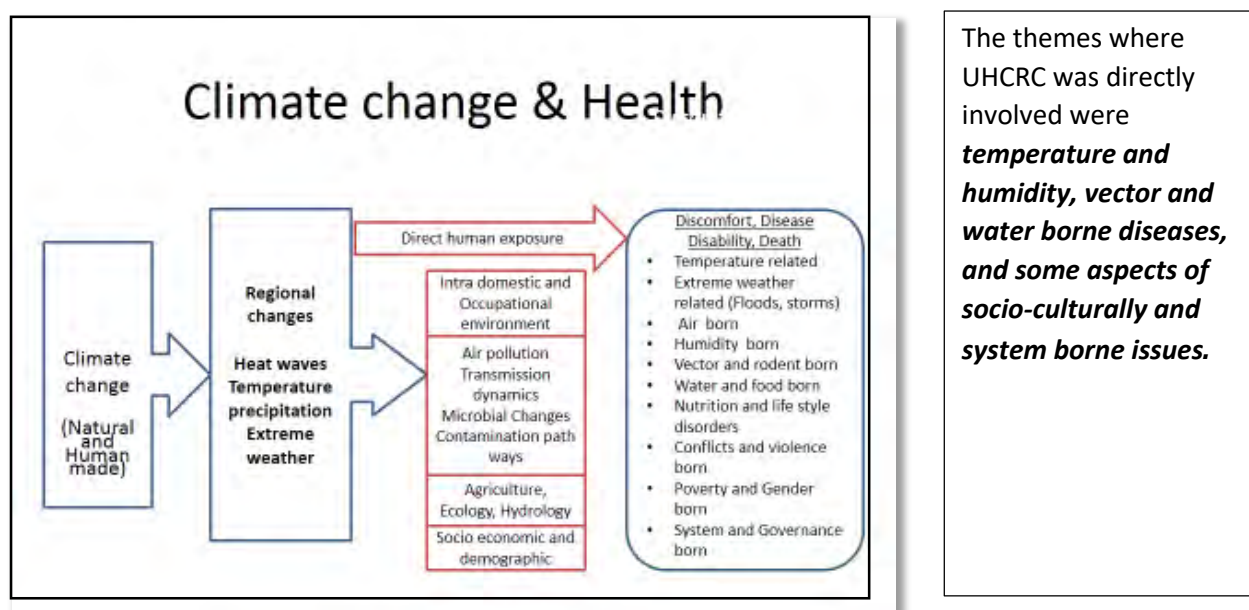 Climate change & Health
Climate
change
(Natural
and
Human
made)
Regional
changes
Heat waves
Temperature
precipitation
Extreme
weather
Direct human exposure
Intra domestic and
Occupational
environment
Air pollution
Transmission
dynamics
Microbial Changes
Contamination path
ways
Agriculture,
Ecology, Hydrology
Socio economic and
demographic
Discomfort, Disease
Disability, Death
• Temperature related
• Extreme weather
related (Floods, storms)
• Air born
• Humidity born
• Vector and rodent born
• Water and food born
• Nutrition and life style
disorders
• Conflicts and violence
born
• Poverty and Gender
born
• System and Governance
born
The themes where
UHCRC was directly
involved were
temperature and
humidity, vector and
water borne diseases,
and some aspects of
socio-culturally and
system borne issues.